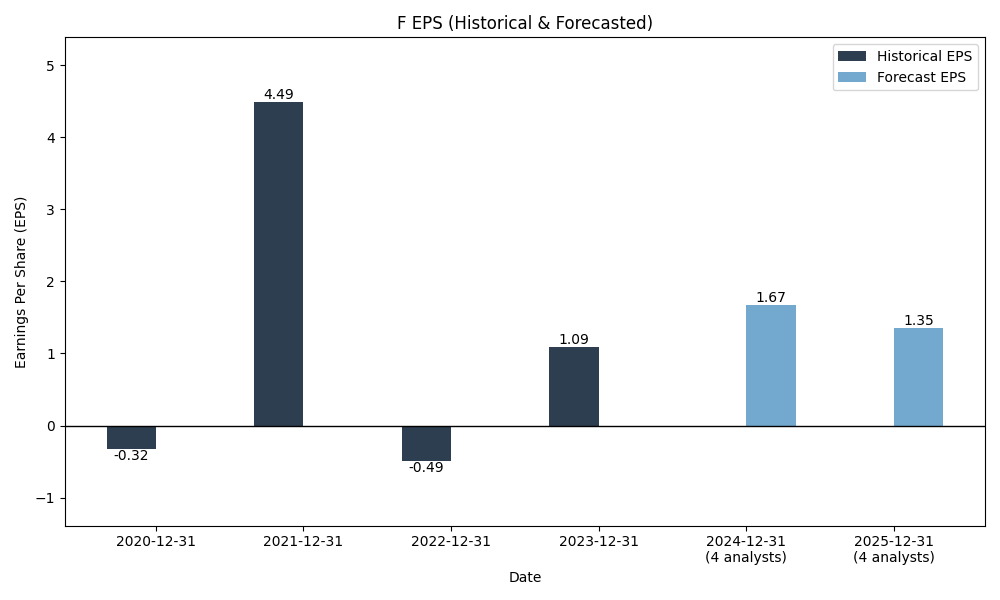 F EPS (Historical & Forecasted)
Historical EPS
Forecast EPS
Earnings Per Share (EPS)
5
4
3
2
1
0
−1
-0.32
4.49
-0.49
1.09
1.67
1.35
2020-12-31
2021-12-31
2022-12-31
2023-12-31
2024-12-31
(4 analysts)
2025-12-31
(4 analysts)
Date